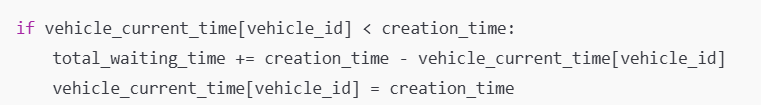 if vehicle_current_time[vehicle_id] < creation_time:
    total_waiting_time += creation_time - vehicle_current_time[vehicle_id]
    vehicle_current_time[vehicle_id] = creation_time